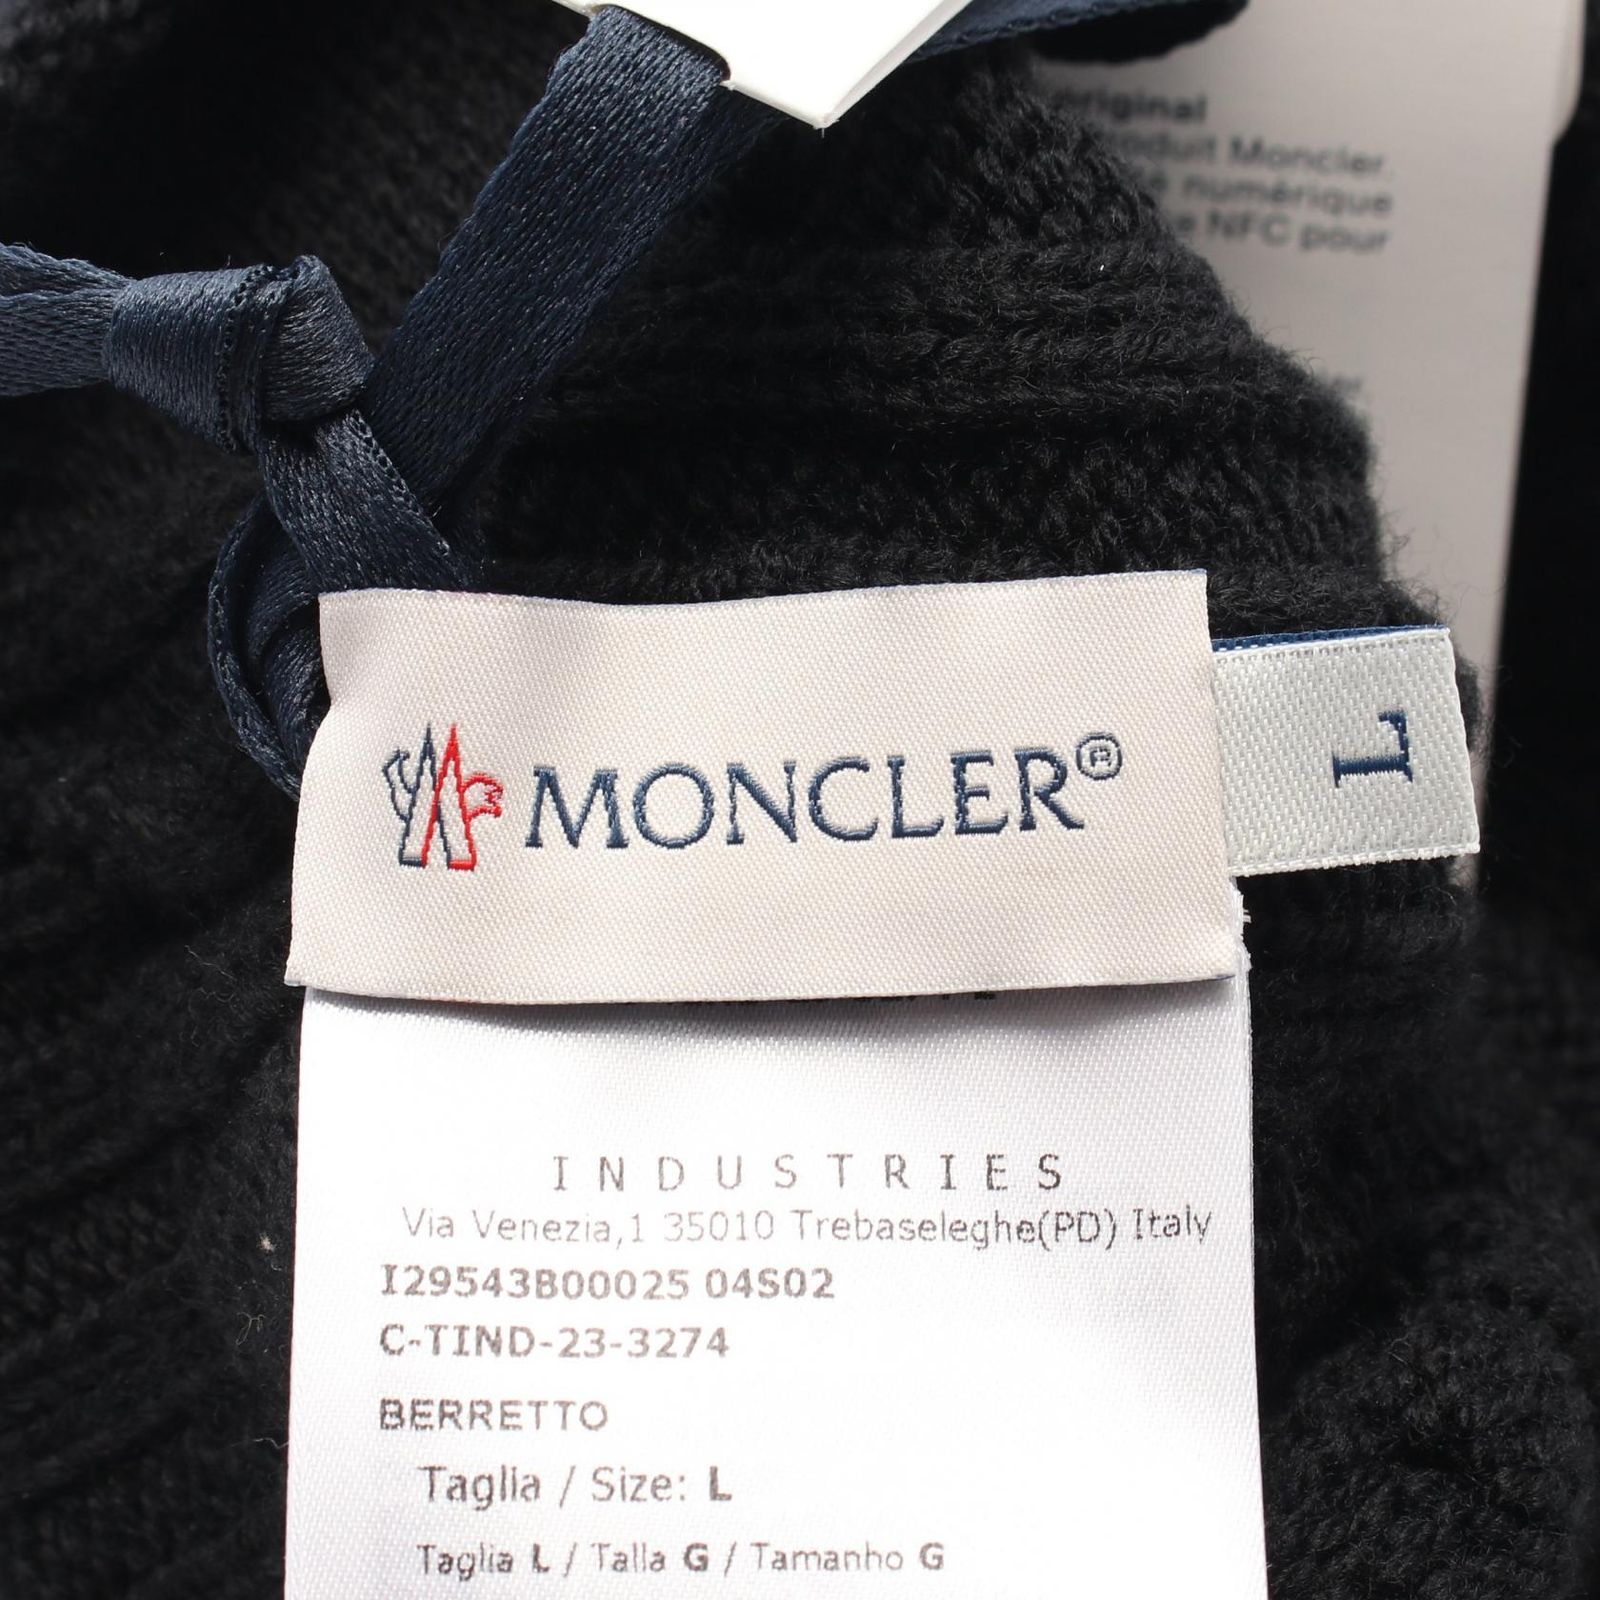 original
Moncler.
numérique
NFC pour
MONCLER®
L
INDUSTRIES
Via Venezia,1 35010 Trebaseleghe(PD) Italy
I29543B00025 04S02
C-TIND-23-3274
BERRETTO
Taglia / Size: L
Taglia L / Talla G / Tamanho G